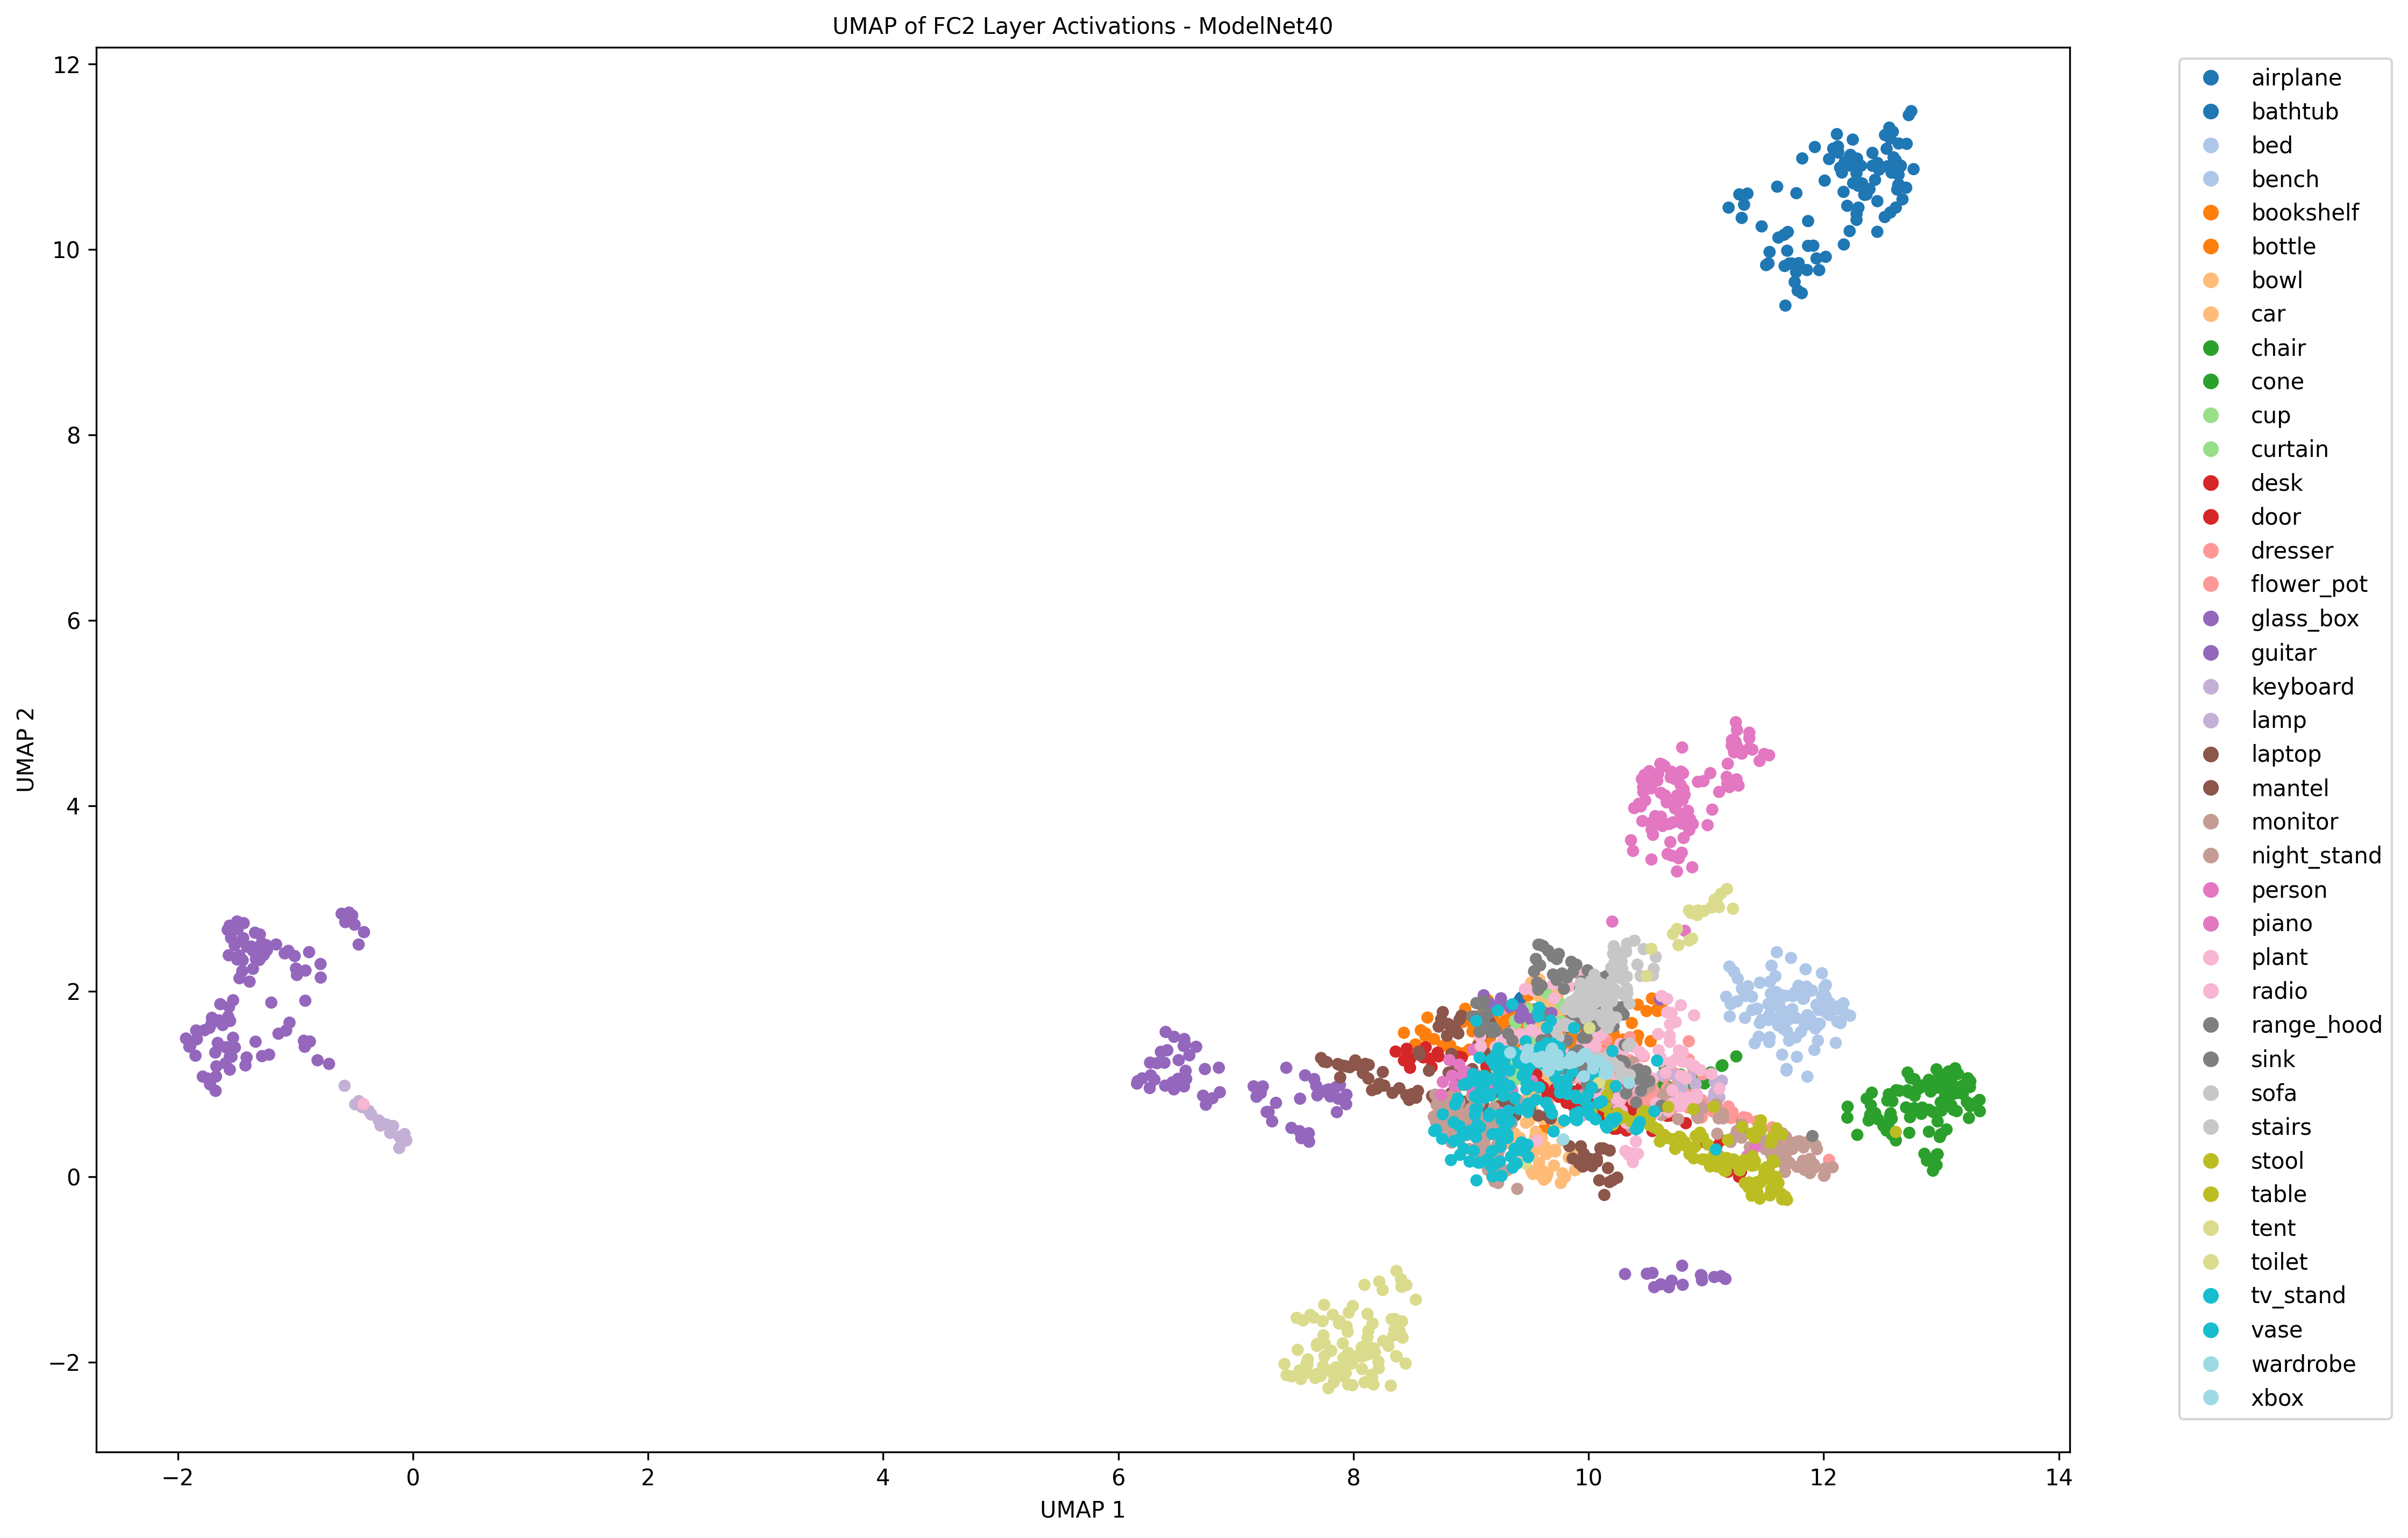 UMAP of FC2 Layer Activations - ModelNet40
12
10
8
6
4
2
0
−2
UMAP 2
−2
0
2
4
6
8
10
12
14
UMAP 1
airplane
bathtub
bed
bench
bookshelf
bottle
bowl
car
chair
cone
cup
curtain
desk
door
dresser
flower_pot
glass_box
guitar
keyboard
lamp
laptop
mantel
monitor
night_stand
person
piano
plant
radio
range_hood
sink
sofa
stairs
stool
table
tent
toilet
tv_stand
vase
wardrobe
xbox